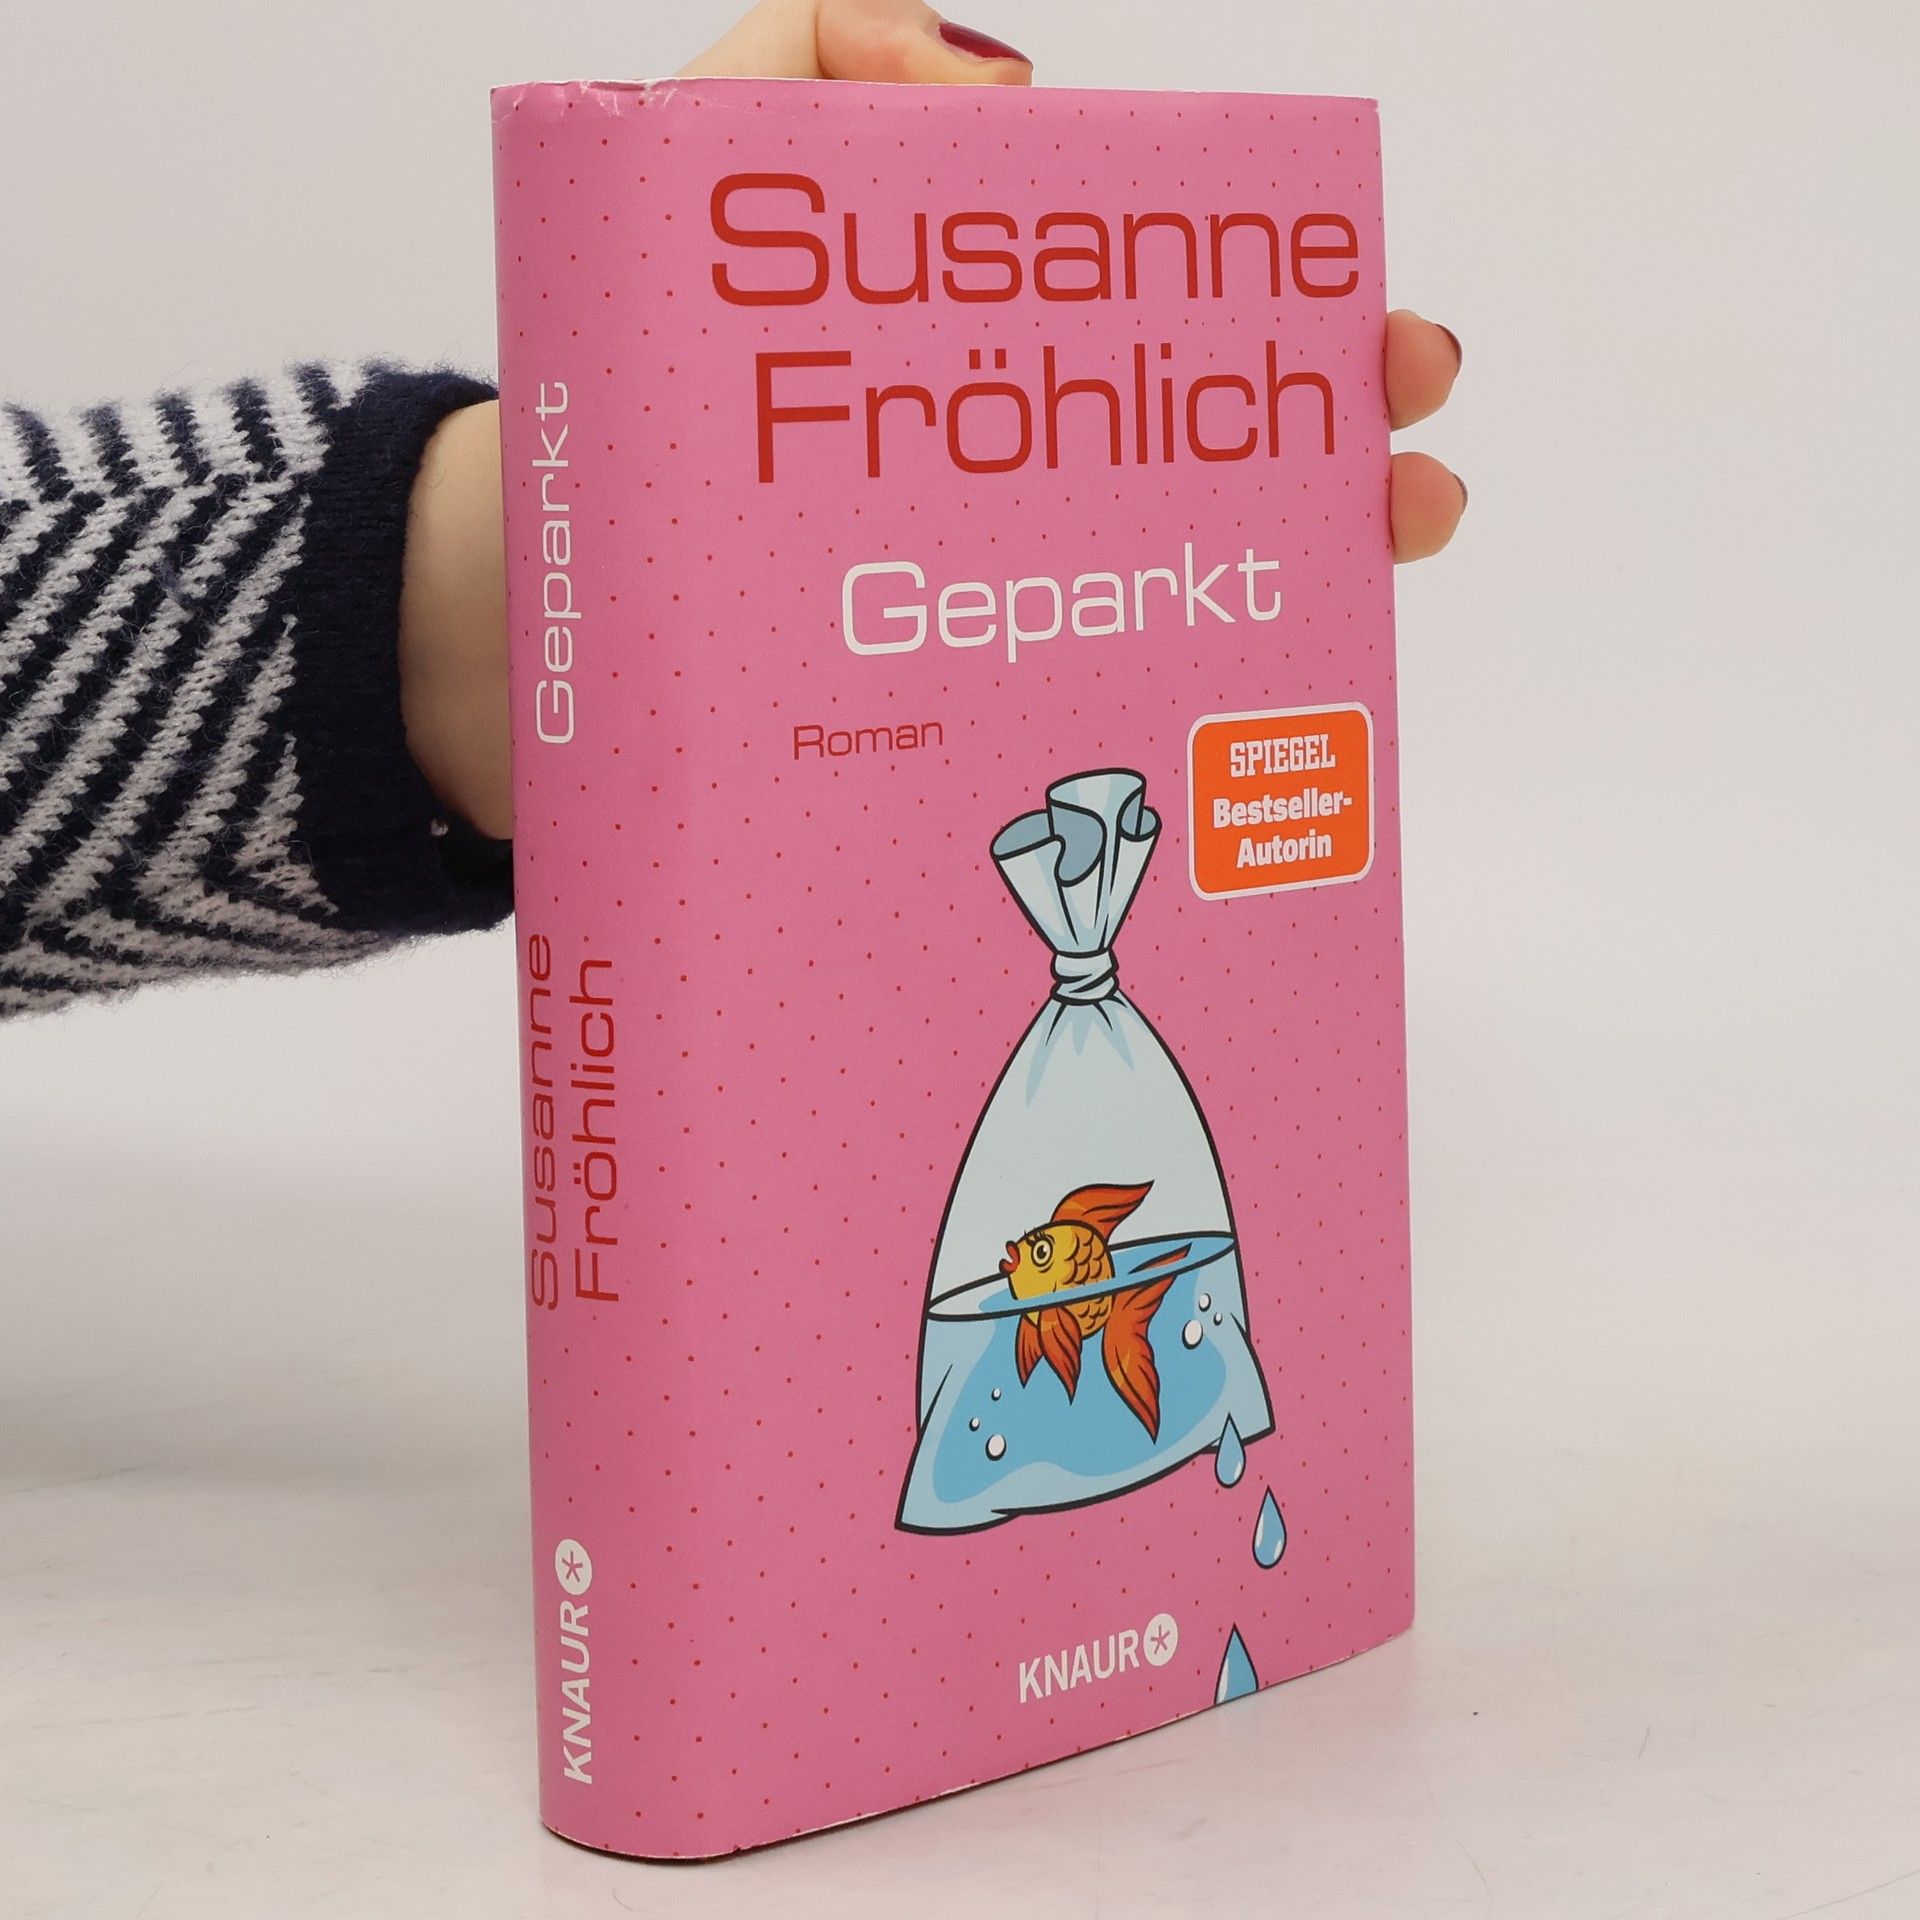 Susanne
Fröhlich
Geparkt
Roman
SPIEGEL
Bestseller-
Autorin
KNAUR
Geparkt
Susanne
Fröhlich
KNAUR